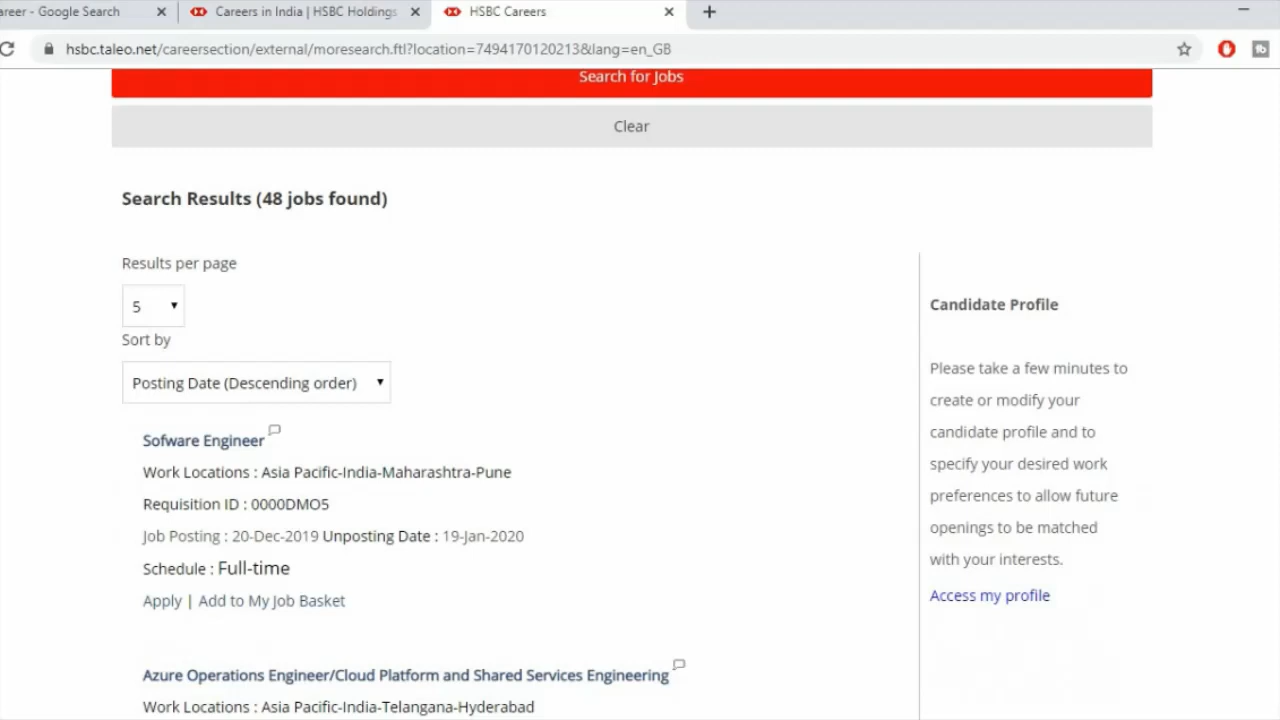 areer - Google Search
Careers in India | HSBC Holdings
HSBC Careers
hsbc.taleo.net/careersection/external/moresearch.ftl?location=7494170120213&lang=en_GB
Search for Jobs
Clear
Search Results (48 jobs found)
Results per page
5
Sort by
Posting Date (Descending order)
Sofware Engineer
Work Locations : Asia Pacific-India-Maharashtra-Pune
Requisition ID : 0000DMO5
Job Posting : 20-Dec-2019 Unposting Date : 19-Jan-2020
Schedule : Full-time
Apply | Add to My Job Basket
Azure Operations Engineer/Cloud Platform and Shared Services Engineering
Work Locations : Asia Pacific-India-Telangana-Hyderabad
Candidate Profile
Please take a few minutes to
create or modify your
candidate profile and to
specify your desired work
preferences to allow future
openings to be matched
with your interests.
Access my profile